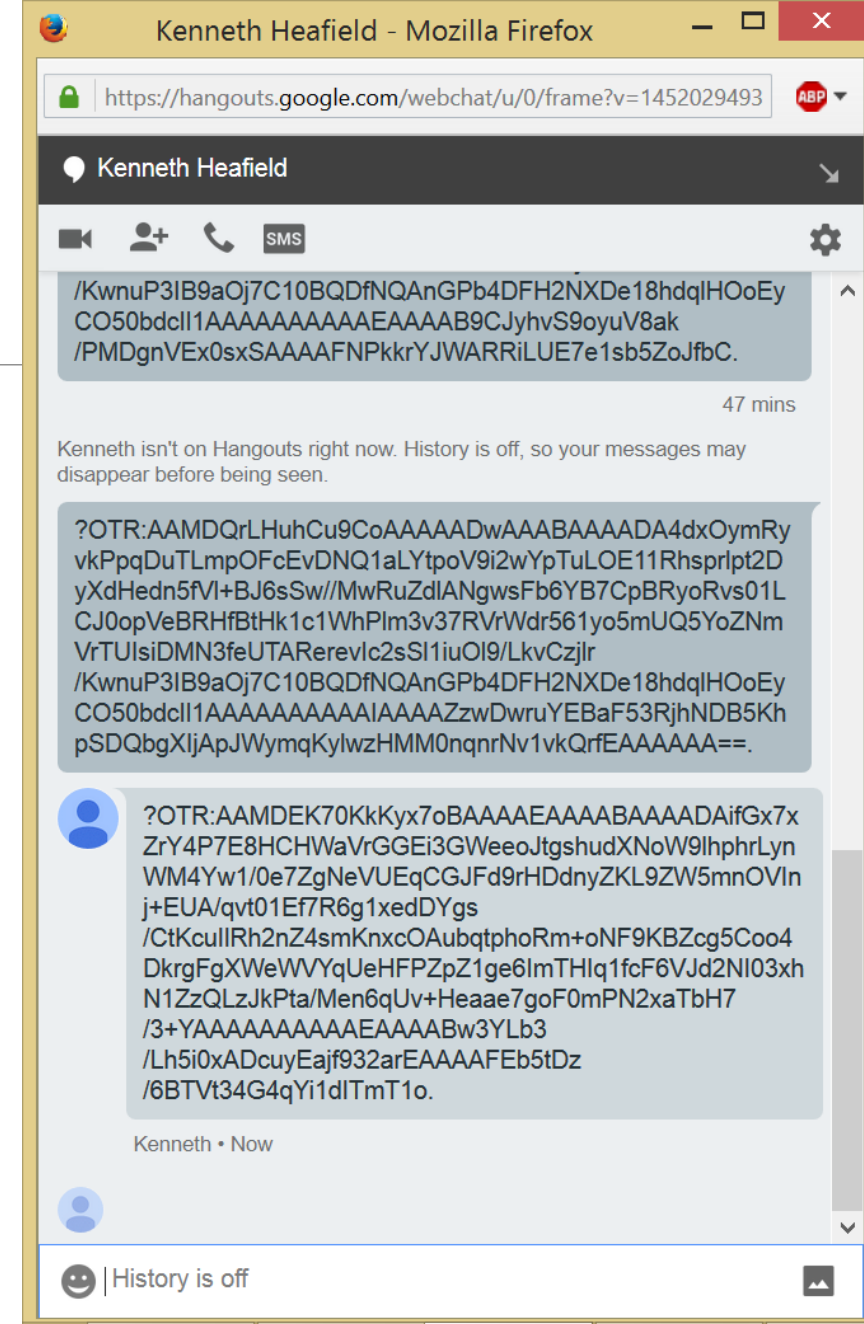 Kenneth Heafield - Mozilla Firefox
https://hangouts.google.com/webchat/u/0/frame?v=1452029493
ABP
Kenneth Heafield
SMS
/KwnuP3IB9aOj7C10BQDfNQAnGPb4DFH2NXDe18hdqlHOoEy
CO50bdcIl1AAAAAAAAAAEAAAAB9CJyhvS9oyuV8ak
/PMDgnVEx0sxSAAAAFNPkkrYJWARRiLUE7e1sb5ZoJfbC.
47 mins
Kenneth isn't on Hangouts right now. History is off, so your messages may
disappear before being seen.
?OTR:AAMDQrLHuhCu9CoAAAAADwAAABAAAADA4dxOymRy
vkPpqDuTLmpOFcEvDNQ1aLYtpoV9i2wYpTuLOE11Rhsprlpt2D
yXdHedn5fVl+BJ6sSw//MwRuZdlANgwsFb6YB7CpBRyoRvs01L
CJ0opVeBRHfBtHk1c1WhPlm3v37RVrWdr561yo5mUQ5YoZNm
VrTUIsiDMN3feUTARerevIc2sSl1iuOl9/LkvCzjlr
/KwnuP3IB9aOj7C10BQDfNQAnGPb4DFH2NXDe18hdqlHOoEy
CO50bdcIl1AAAAAAAAAAIAAAAZzwDwruYEBaF53RjhNDB5Kh
pSDQbgXIjApJWymqKylwzHMM0nqnrNv1vkQrfEAAAAAA==.
?OTR:AAMDEK70KkKyx7oBAAAAEAAAABAAAADAifGx7x
ZrY4P7E8HCHWaVrGGEi3GWeeoJtgshudXNoW9lhphrLyn
WM4Yw1/0e7ZgNeVUEqCGJFd9rHDdnyZKL9ZW5mnOVIn
j+EUA/qvt01Ef7R6g1xedDYgs
/CtKcuIlRh2nZ4smKnxcOAubqtphoRm+oNF9KBZcg5Coo4
DkrgFgXWeWVYqUeHFPZpZ1ge6ImTHIq1fcF6VJd2NI03xh
N1ZzQLzJkPta/Men6qUv+Heaae7goF0mPN2xaTbH7
/3+YAAAAAAAAAAEAAAABw3YLb3
/Lh5i0xADcuyEajf932arEAAAAFEb5tDz
/6BTVt34G4qYi1dITmT1o.
Kenneth • Now
History is off